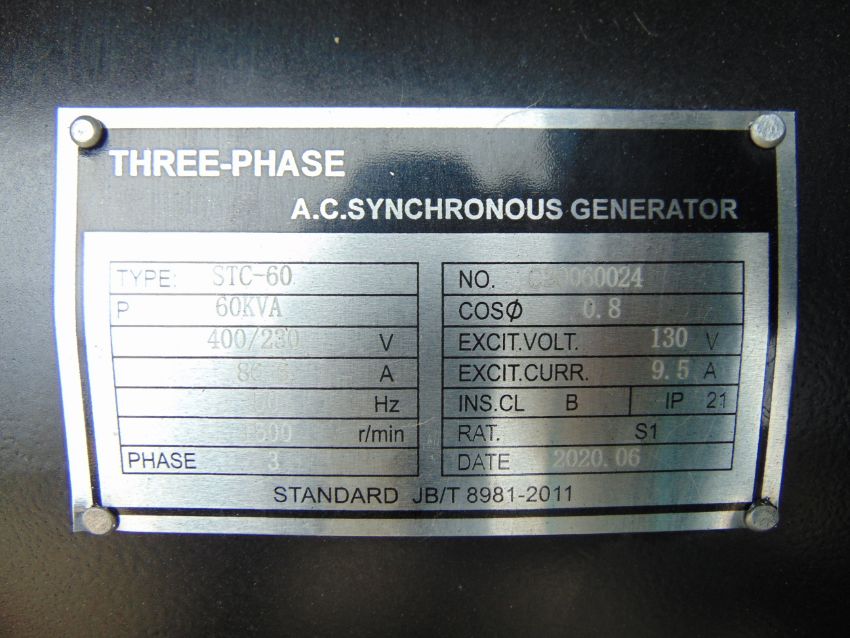 THREE-PHASE
A.C.SYNCHRONOUS GENERATOR
TYPE: STC-60
P 60KVA
400/230 V
A
Hz
r/min
PHASE 3
NO.
COSØ 0.8
EXCIT.VOLT. 130 V
EXCIT.CURR. 9.5 A
INS.CL B IP 21
RAT. S1
DATE 2020.06
STANDARD JB/T 8981-2011